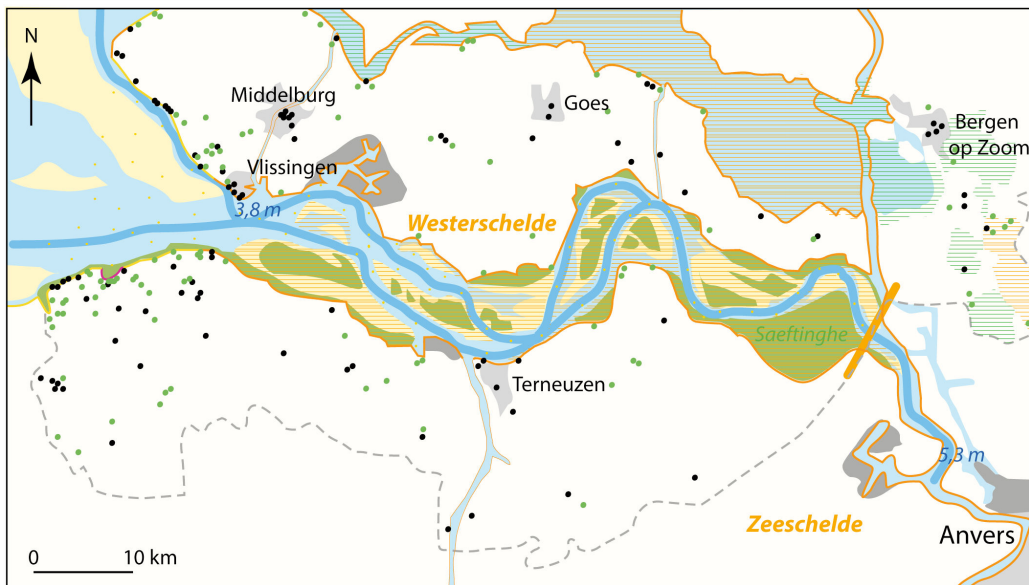 N
Middelburg
Goes
Bergen
op Zoom
Vlissingen
3,8 m
Westerschelde
Saeftinghe
Terneuzen
5,3 m
Zeeschelde
Anvers
0 10 km